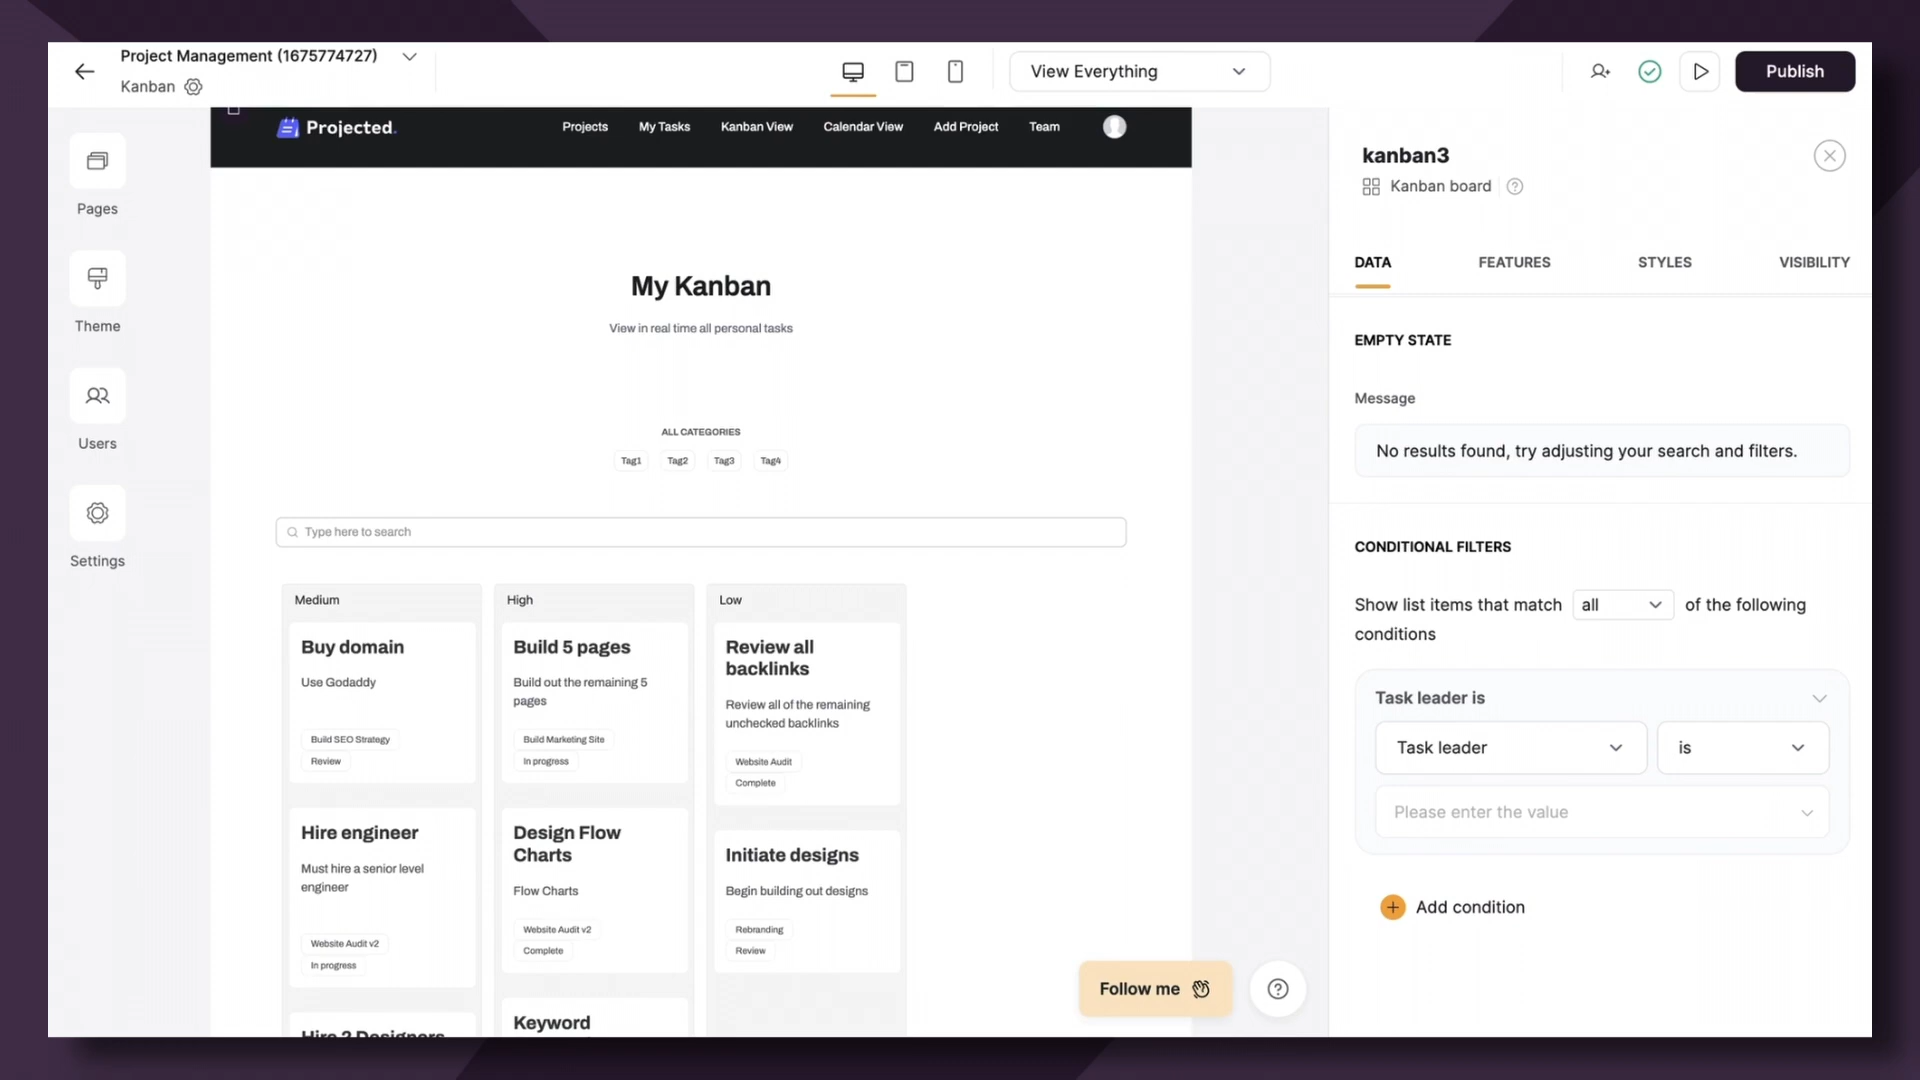 Project Management (1675774727)
Kanban
View Everything
Publish
Pages
Theme
Users
Settings
Projected.
Projects
My Tasks
Kanban View
Calendar View
Add Project
Team
My Kanban
View in real time all personal tasks
ALL CATEGORIES
Tag1
Tag2
Tag3
Tag4
Type here to search
Medium
Buy domain
Use Godaddy
Build SEO Strategy
Review
Hire engineer
Must hire a senior level
engineer
Website Audit v2
In progress
Hire 2 Designers
High
Build 5 pages
Build out the remaining 5
pages
Build Marketing Site
In progress
Design Flow
Charts
Flow Charts
Website Audit v2
Complete
Keyword
Low
Review all
backlinks
Review all of the remaining
unchecked backlinks
Website Audit
Complete
Initiate designs
Begin building out designs
Rebranding
Review
Follow me
kanban3
Kanban board
DATA
FEATURES
STYLES
VISIBILITY
EMPTY STATE
Message
No results found, try adjusting your search and filters.
CONDITIONAL FILTERS
Show list items that match all of the following
conditions
Task leader is
Task leader
is
Please enter the value
Add condition